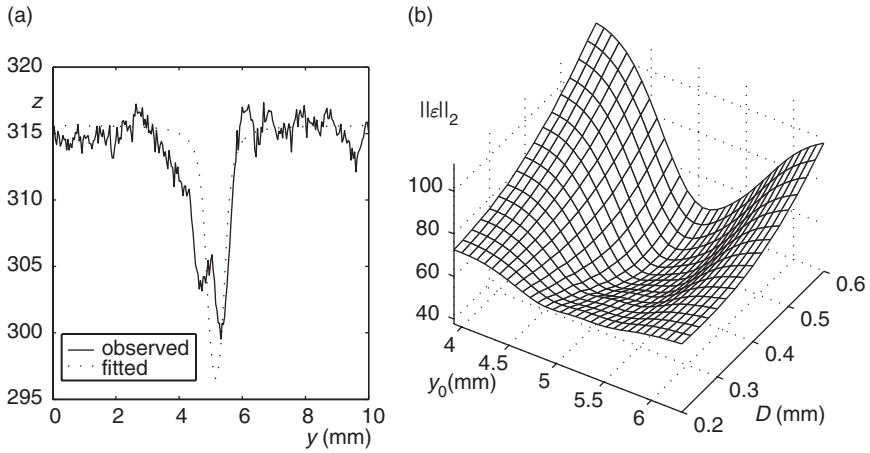 (a)
320
z
315
310
305
300
295
observed
fitted
0 2 4 6 8 10
y (mm)
(b)
||ε||₂
100
80
60
40
4
4.5
5
5.5
6
y₀(mm)
0.2
0.3
0.4
0.5
0.6
D (mm)